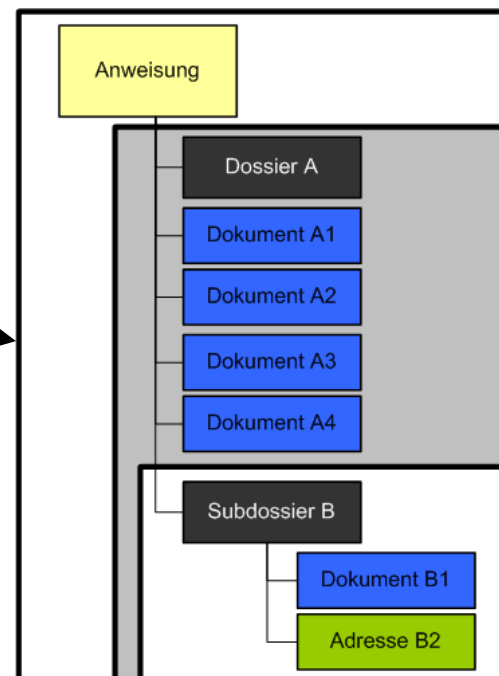 Anweisung
Dossier A
Dokument A1
Dokument A2
Dokument A3
Dokument A4
Subdossier B
Dokument B1
Adresse B2